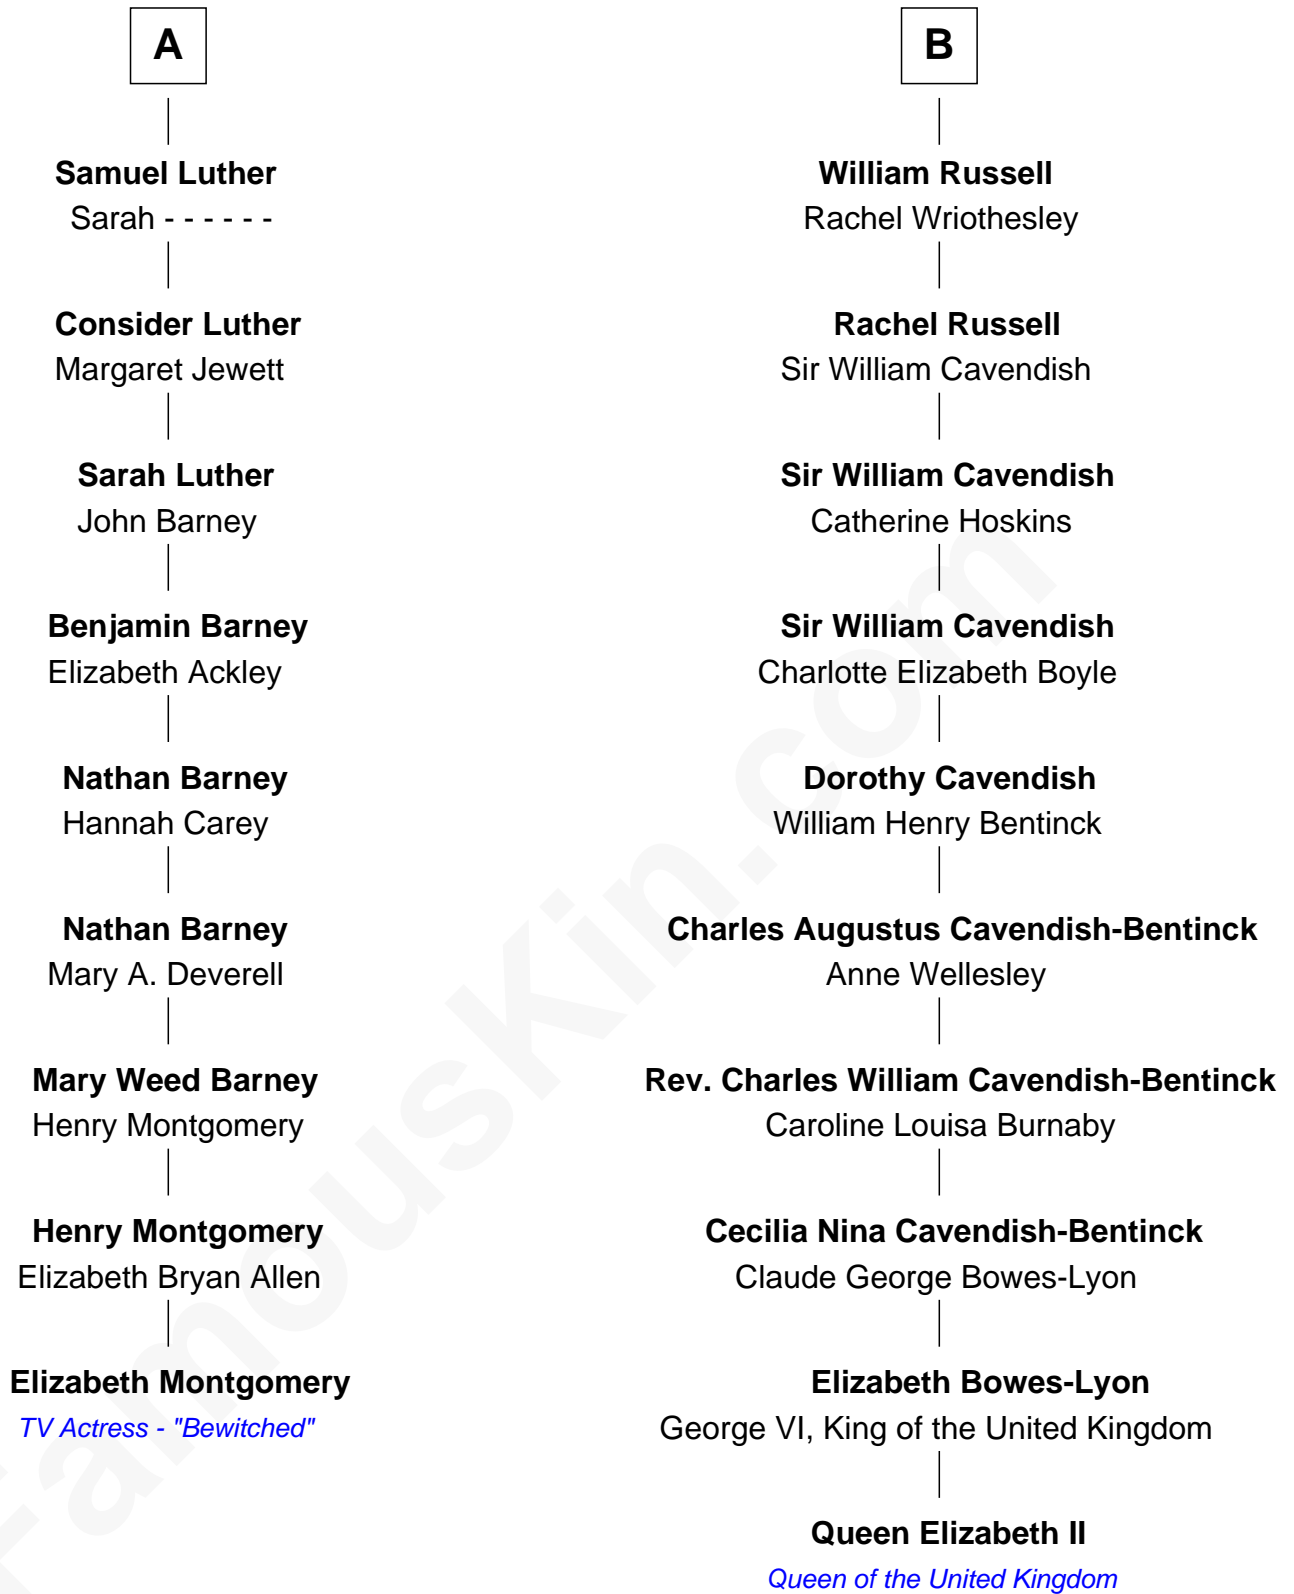 A
Samuel Luther
Sarah - - - - - -
Consider Luther
Margaret Jewett
Sarah Luther
John Barney
Benjamin Barney
Elizabeth Ackley
Nathan Barney
Hannah Carey
Nathan Barney
Mary A. Deverell
Mary Weed Barney
Henry Montgomery
Henry Montgomery
Elizabeth Bryan Allen
Elizabeth Montgomery
TV Actress - "Bewitched"
B
William Russell
Rachel Wriothesley
Rachel Russell
Sir William Cavendish
Sir William Cavendish
Catherine Hoskins
Sir William Cavendish
Charlotte Elizabeth Boyle
Dorothy Cavendish
William Henry Bentinck
Charles Augustus Cavendish-Bentinck
Anne Wellesley
Rev. Charles William Cavendish-Bentinck
Caroline Louisa Burnaby
Cecilia Nina Cavendish-Bentinck
Claude George Bowes-Lyon
Elizabeth Bowes-Lyon
George VI, King of the United Kingdom
Queen Elizabeth II
Queen of the United Kingdom
FamousKin.com